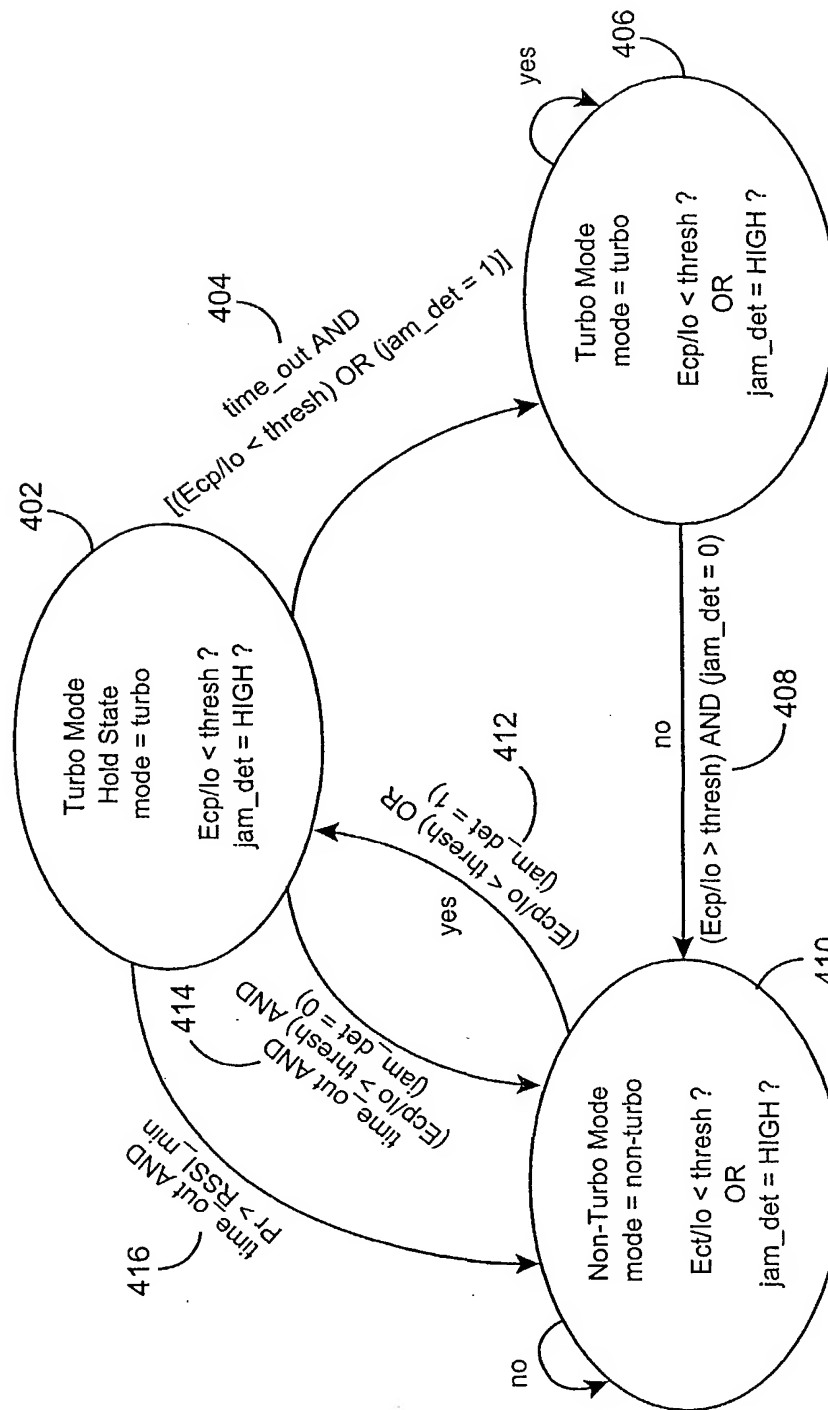 402
Turbo Mode
Hold State
mode = turbo
Ecp/Io < thresh ?
jam_det = HIGH ?
404
time_out AND
[(Ecp/Io < thresh) OR (jam_det = 1)]
406
yes
Turbo Mode
mode = turbo
Ecp/Io < thresh ?
OR
jam_det = HIGH ?
no
(Ecp/Io > thresh) AND (jam_det = 0)
408
412
(Ecp/Io < thresh) OR
(jam_det = 1)
yes
414
time_out AND
(Ecp/Io > thresh) AND
(jam_det = 0)
416
time_out AND
Pr > RSSI_min
410
Non-Turbo Mode
mode = non-turbo
Ect/Io < thresh ?
OR
jam_det = HIGH ?
no